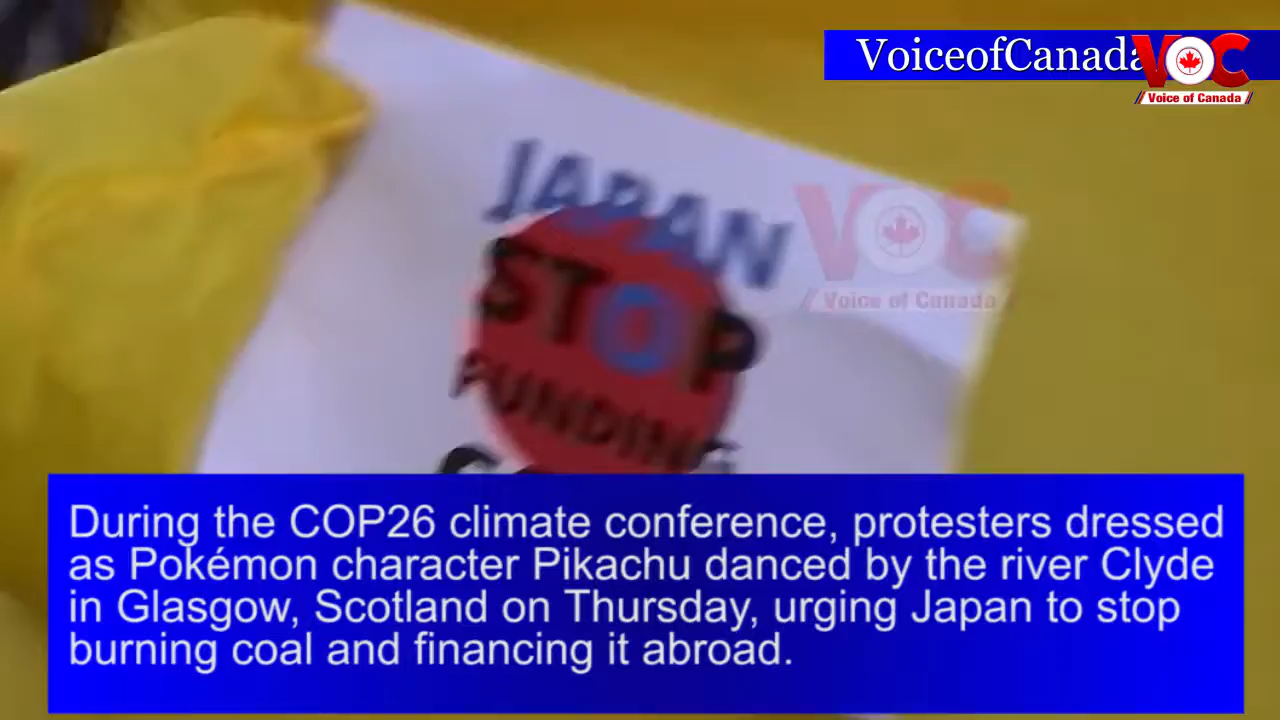 VoiceofCanada
VOC
Voice of Canada
JAPAN
VOC
STOP
Voice of Canada
FUNDING
During the COP26 climate conference, protesters dressed
as Pokémon character Pikachu danced by the river Clyde
in Glasgow, Scotland on Thursday, urging Japan to stop
burning coal and financing it abroad.